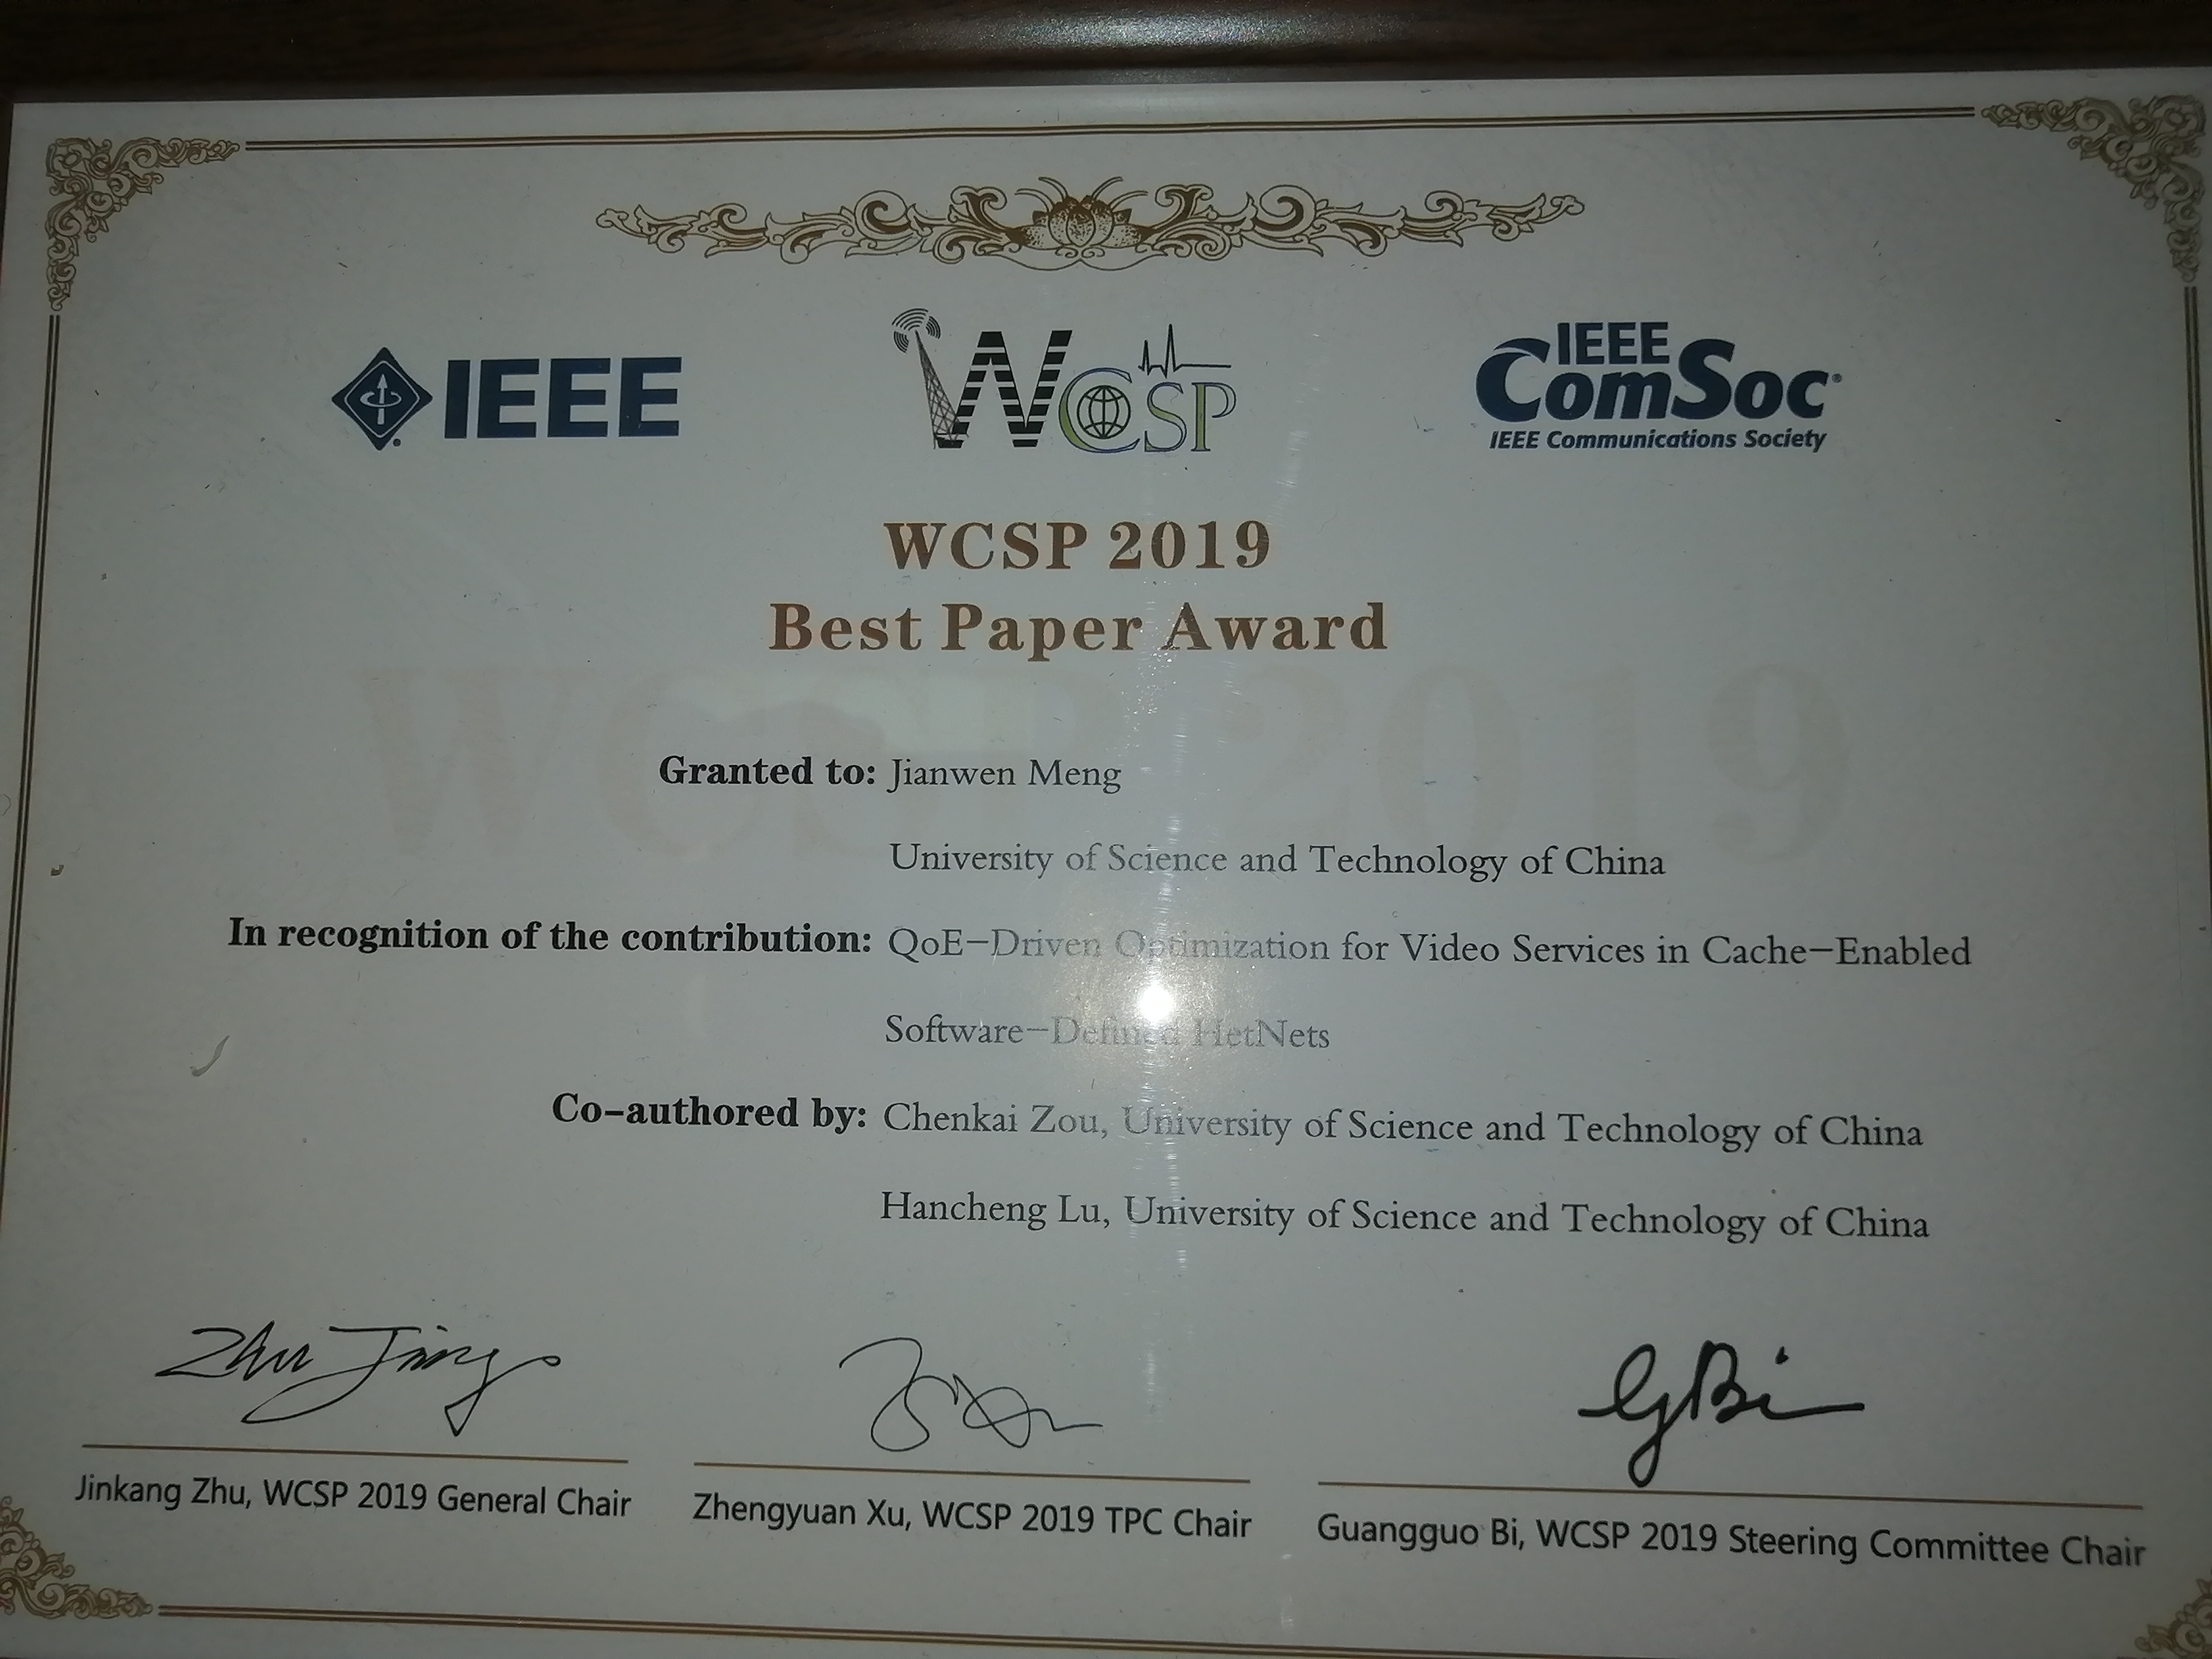 IEEE
WCSP
IEEE
ComSoc
IEEE Communications Society
WCSP 2019
Best Paper Award
WCSP 2019
Granted to: Jianwen Meng
University of Science and Technology of China
In recognition of the contribution: QoE–Driven Optimization for Video Services in Cache–Enabled
Software–Defined HetNets
Co–authored by: Chenkai Zou, University of Science and Technology of China
Hancheng Lu, University of Science and Technology of China
Zhu Jing
G Bi
Jinkang Zhu, WCSP 2019 General Chair
Zhengyuan Xu, WCSP 2019 TPC Chair
Guangguo Bi, WCSP 2019 Steering Committee Chair